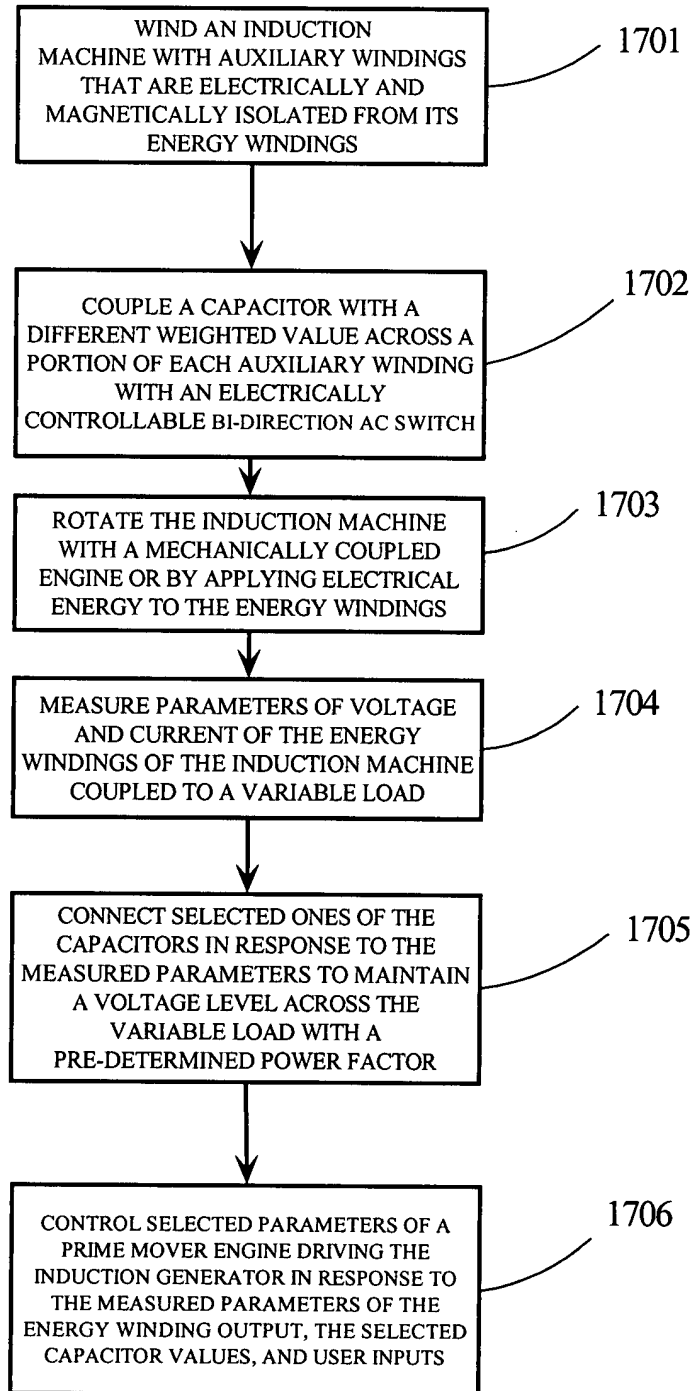 WIND AN INDUCTION
MACHINE WITH AUXILIARY WINDINGS
THAT ARE ELECTRICALLY AND
MAGNETICALLY ISOLATED FROM ITS
ENERGY WINDINGS
1701
COUPLE A CAPACITOR WITH A
DIFFERENT WEIGHTED VALUE ACROSS A
PORTION OF EACH AUXILIARY WINDING
WITH AN ELECTRICALLY
CONTROLLABLE BI-DIRECTION AC SWITCH
1702
ROTATE THE INDUCTION MACHINE
WITH A MECHANICALLY COUPLED
ENGINE OR BY APPLYING ELECTRICAL
ENERGY TO THE ENERGY WINDINGS
1703
MEASURE PARAMETERS OF VOLTAGE
AND CURRENT OF THE ENERGY
WINDINGS OF THE INDUCTION MACHINE
COUPLED TO A VARIABLE LOAD
1704
CONNECT SELECTED ONES OF THE
CAPACITORS IN RESPONSE TO THE
MEASURED PARAMETERS TO MAINTAIN
A VOLTAGE LEVEL ACROSS THE
VARIABLE LOAD WITH A
PRE-DETERMINED POWER FACTOR
1705
CONTROL SELECTED PARAMETERS OF A
PRIME MOVER ENGINE DRIVING THE
INDUCTION GENERATOR IN RESPONSE TO
THE MEASURED PARAMETERS OF THE
ENERGY WINDING OUTPUT, THE SELECTED
CAPACITOR VALUES, AND USER INPUTS
1706